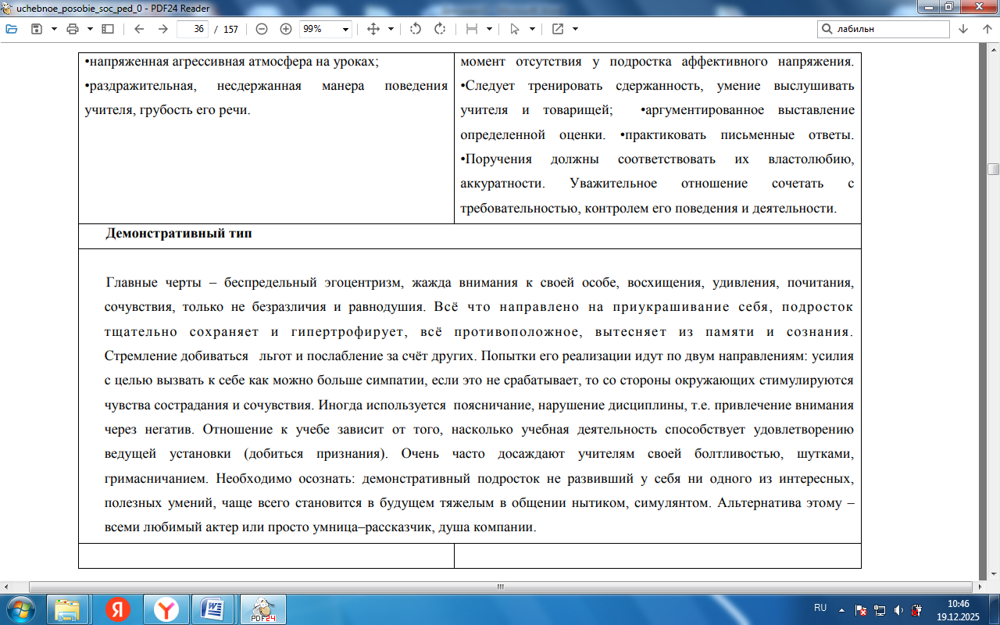 uchebnoe_posobie_soc_ped_0 - PDF24 Reader
36 / 157
99%
лабильн
•напряженная агрессивная атмосфера на уроках;
•раздражительная, несдержанная манера поведения
учителя, грубость его речи.
момент отсутствия у подростка аффективного напряжения.
•Следует тренировать сдержанность, умение выслушивать
учителя и товарищей; •аргументированное выставление
определенной оценки. •практиковать письменные ответы.
•Поручения должны соответствовать их властолюбию,
аккуратности. Уважительное отношение сочетать с
требовательностью, контролем его поведения и деятельности.
Демонстративный тип
Главные черты – беспредельный эгоцентризм, жажда внимания к своей особе, восхищения, удивления, почитания,
сочувствия, только не безразличия и равнодушия. Всё что направлено на приукрашивание себя, подросток
тщательно сохраняет и гипертрофирует, всё противоположное, вытесняет из памяти и сознания.
Стремление добиваться льгот и послабление за счёт других. Попытки его реализации идут по двум направлениям: усилия
с целью вызвать к себе как можно больше симпатии, если это не срабатывает, то со стороны окружающих стимулируются
чувства сострадания и сочувствия. Иногда используется поясничание, нарушение дисциплины, т.е. привлечение внимания
через негатив. Отношение к учебе зависит от того, насколько учебная деятельность способствует удовлетворению
ведущей установки (добиться признания). Очень часто досаждают учителям своей болтливостью, шутками,
гримасничанием. Необходимо осознать: демонстративный подросток не развивший у себя ни одного из интересных,
полезных умений, чаще всего становится в будущем тяжелым в общении нытиком, симулянтом. Альтернатива этому –
всеми любимый актер или просто умница–рассказчик, душа компании.
Я
Y
W
PDF24
RU
10:46
19.12.2025